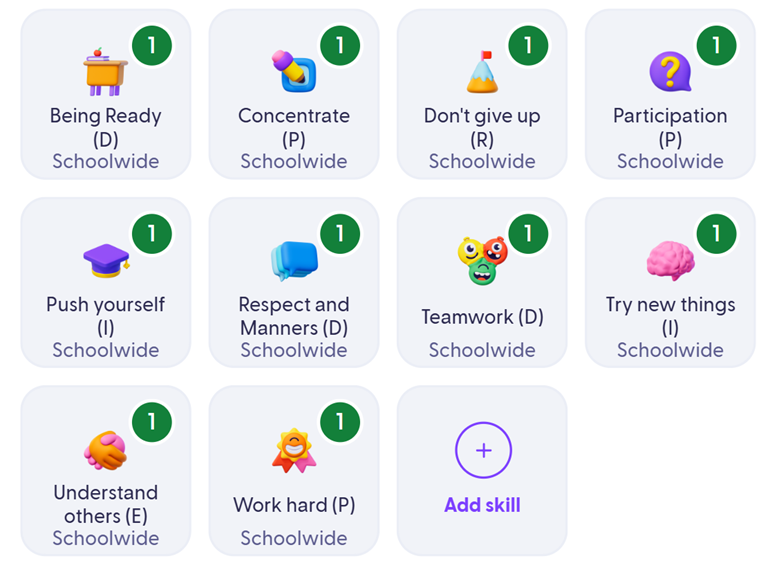 1
Being Ready
(D)
Schoolwide
1
Concentrate
(P)
Schoolwide
1
Don't give up
(R)
Schoolwide
1
?
Participation
(P)
Schoolwide
1
Push yourself
(I)
Schoolwide
1
Respect and
Manners (D)
Schoolwide
1
Teamwork (D)
Schoolwide
1
Try new things
(I)
Schoolwide
1
Understand
others (E)
Schoolwide
1
Work hard (P)
Schoolwide
+
Add skill